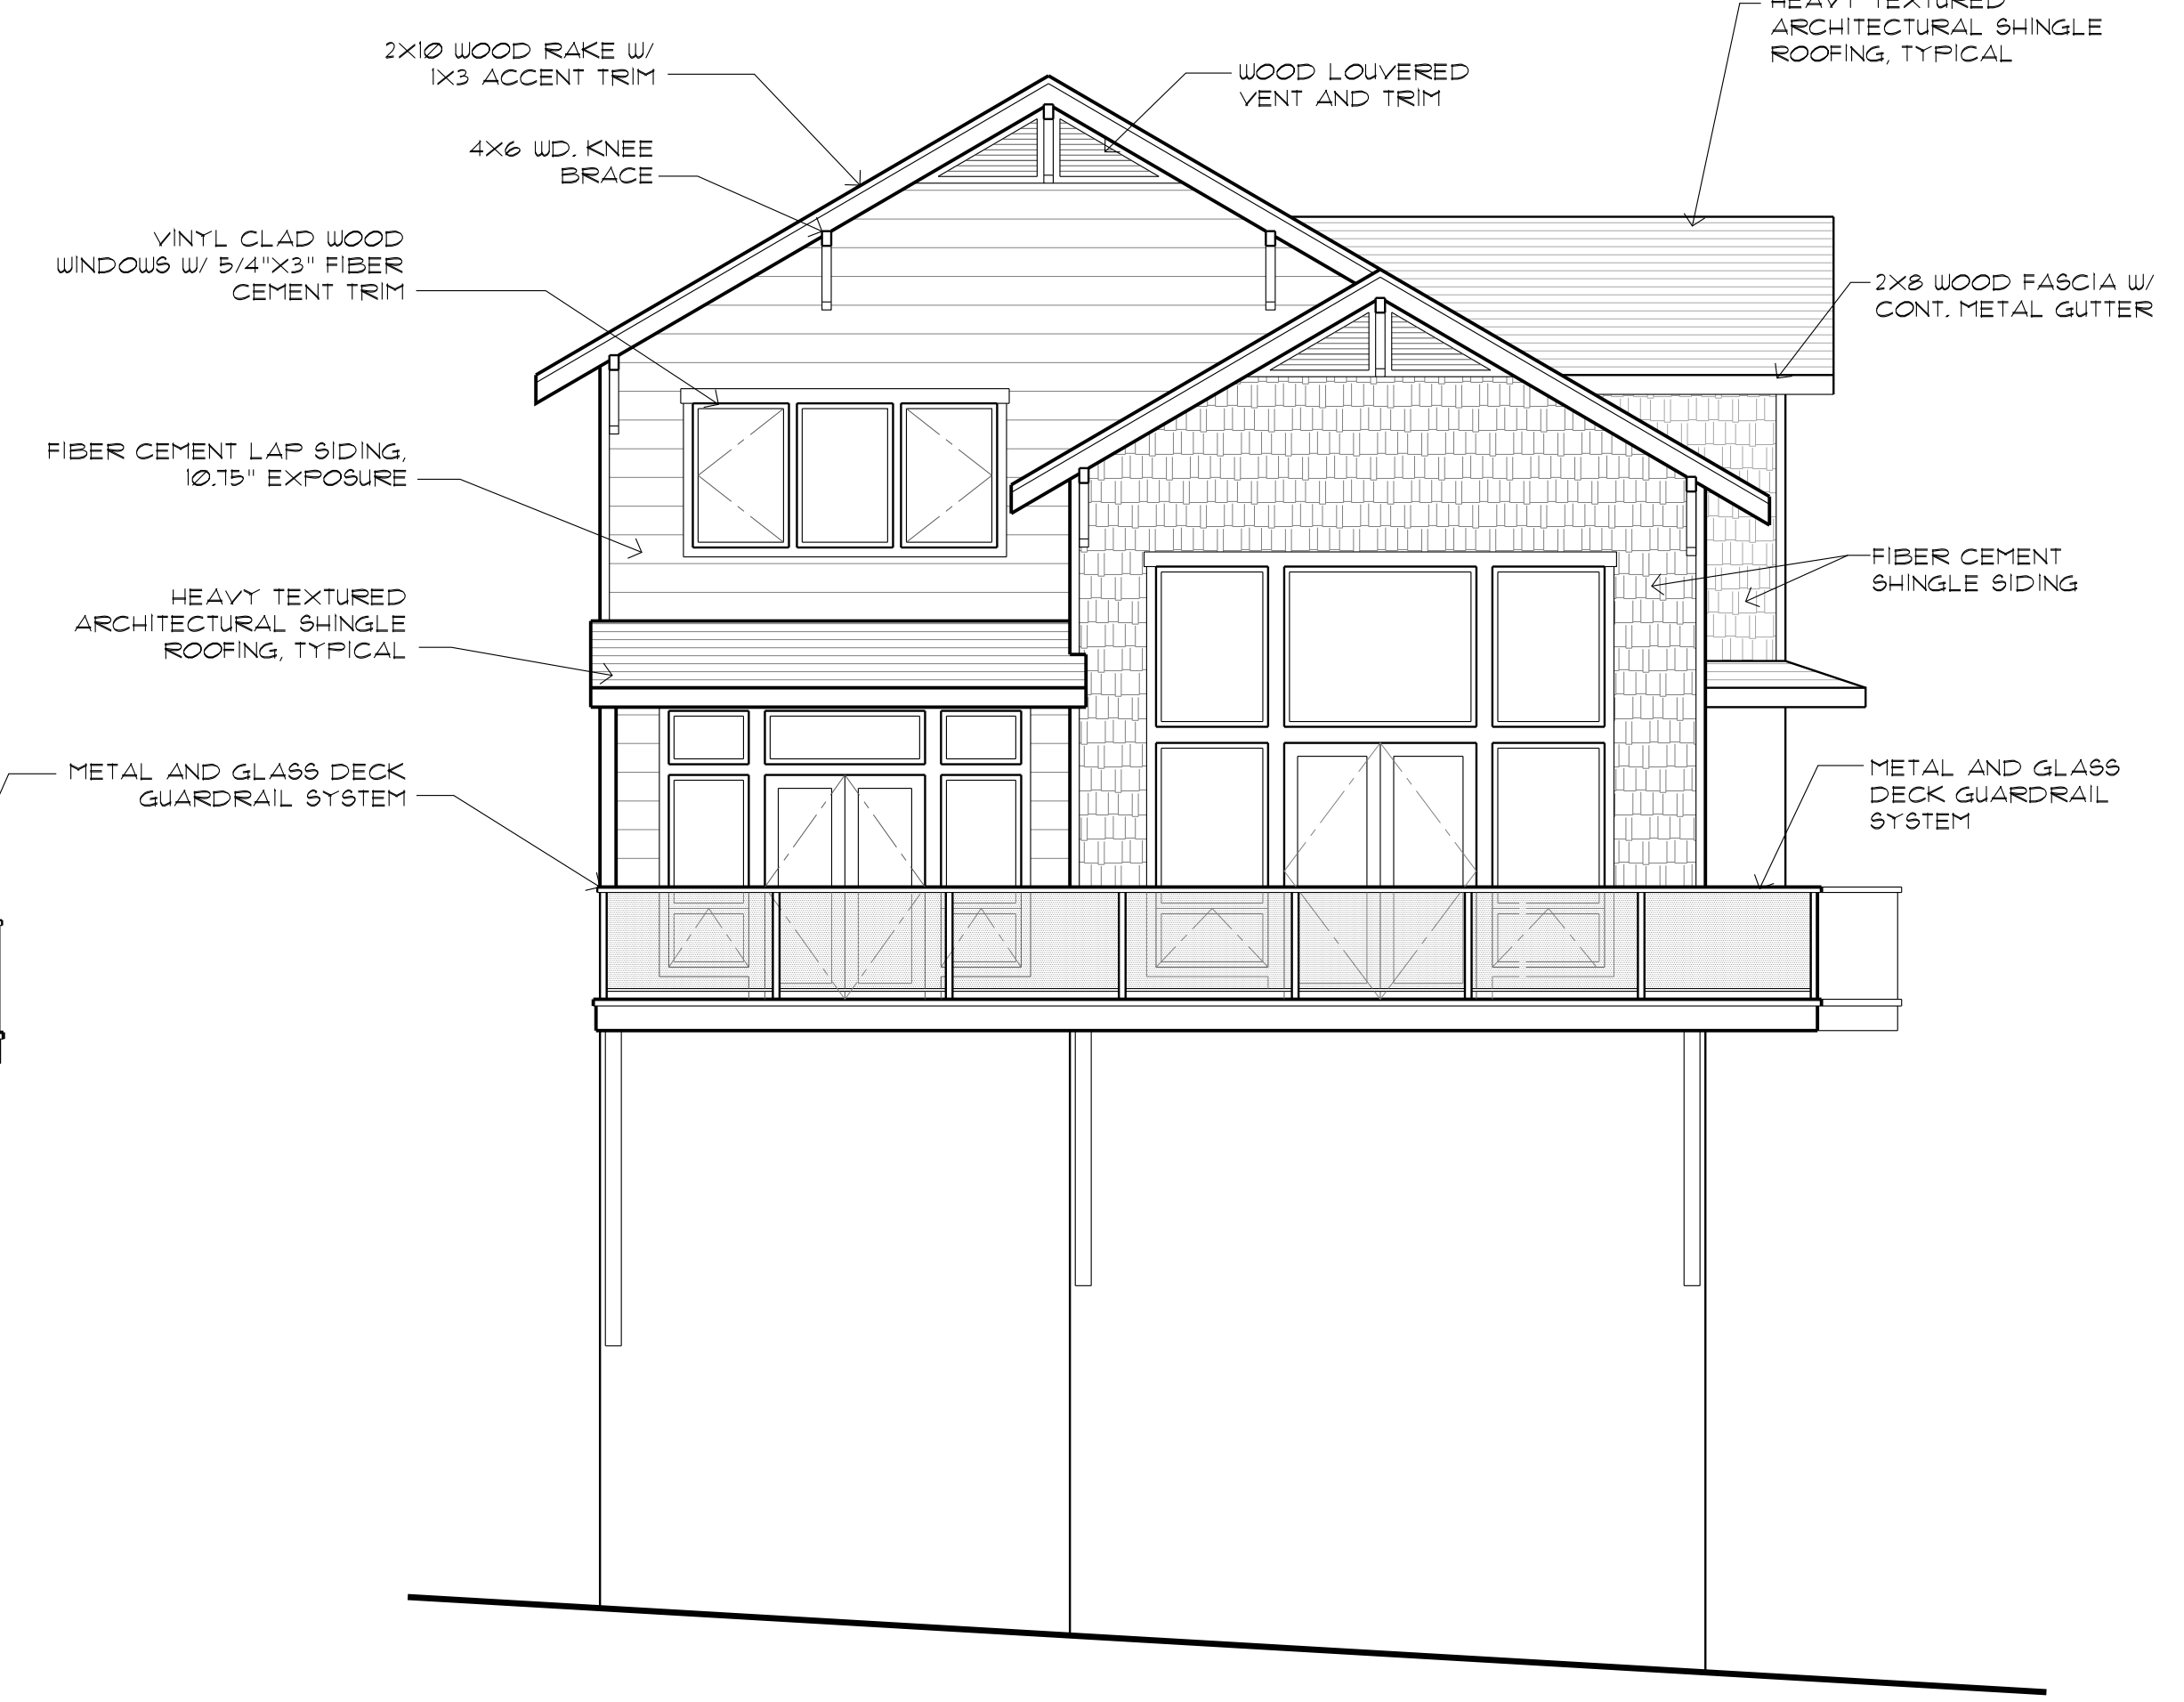 HEAVY TEXTURED
ARCHITECTURAL SHINGLE
ROOFING, TYPICAL
2X10 WOOD RAKE W/
1X3 ACCENT TRIM
WOOD LOUVERED
VENT AND TRIM
4X6 WD. KNEE
BRACE
VINYL CLAD WOOD
WINDOWS W/ 5/4"X3" FIBER
CEMENT TRIM
2X8 WOOD FASCIA W/
CONT. METAL GUTTER
FIBER CEMENT LAP SIDING,
10.75" EXPOSURE
FIBER CEMENT
SHINGLE SIDING
HEAVY TEXTURED
ARCHITECTURAL SHINGLE
ROOFING, TYPICAL
METAL AND GLASS DECK
GUARDRAIL SYSTEM
METAL AND GLASS
DECK GUARDRAIL
SYSTEM